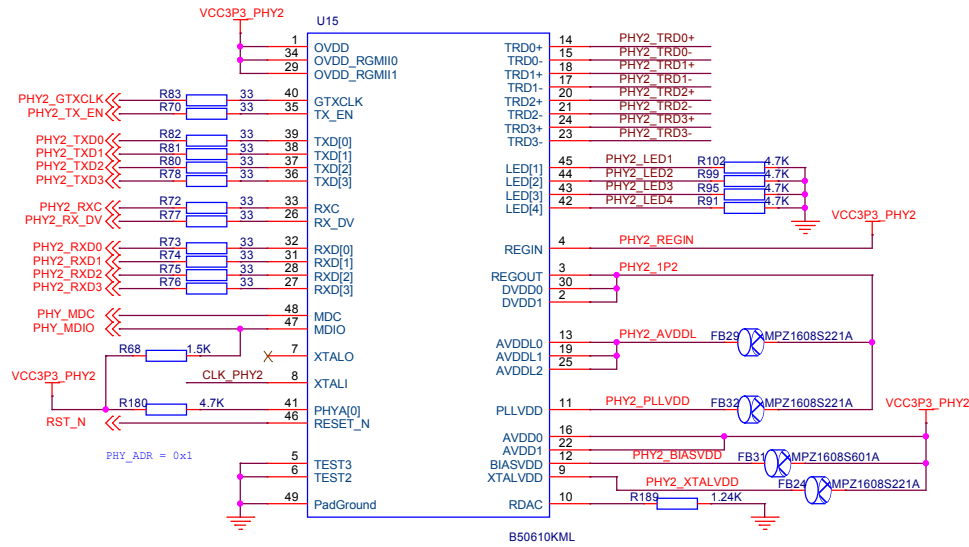 VCC3P3_PHY2
U15
1 OVDD
34 OVDD_RGMII0
29 OVDD_RGMII1
PHY2_GTXCLK R83 33 40 GTXCLK
PHY2_TX_EN R70 33 35 TX_EN
PHY2_TXD0 R82 33 39 TXD[0]
PHY2_TXD1 R81 33 38 TXD[1]
PHY2_TXD2 R80 33 37 TXD[2]
PHY2_TXD3 R78 33 36 TXD[3]
PHY2_RXC R72 33 33 RXC
PHY2_RX_DV R77 33 26 RX_DV
PHY2_RXD0 R73 33 32 RXD[0]
PHY2_RXD1 R74 33 31 RXD[1]
PHY2_RXD2 R75 33 28 RXD[2]
PHY2_RXD3 R76 33 27 RXD[3]
PHY_MDC 48 MDC
PHY_MDIO 47 MDIO
R68 1.5K 7 XTALO
VCC3P3_PHY2 CLK_PHY2 8 XTALI
R180 4.7K 41 PHYA[0]
RST_N 46 RESET_N
PHY_ADR = 0x1
5 TEST3
6 TEST2
49 PadGround
TRD0+ 14 PHY2_TRD0+
TRD0- 15 PHY2_TRD0-
TRD1+ 18 PHY2_TRD1+
TRD1- 17 PHY2_TRD1-
TRD2+ 20 PHY2_TRD2+
TRD2- 21 PHY2_TRD2-
TRD3+ 24 PHY2_TRD3+
TRD3- 23 PHY2_TRD3-
LED[1] 45 PHY2_LED1 R102 4.7K
LED[2] 44 PHY2_LED2 R99 4.7K
LED[3] 43 PHY2_LED3 R95 4.7K
LED[4] 42 PHY2_LED4 R91 4.7K
VCC3P3_PHY2
REGIN 4 PHY2_REGIN
REGOUT 3 PHY2_1P2
DVDD0 30
DVDD1 2
AVDDL0 13 PHY2_AVDDL FB29 MPZ1608S221A
AVDDL1 19
AVDDL2 25
PLLVDD 11 PHY2_PLLVDD FB32 MPZ1608S221A
VCC3P3_PHY2
AVDD0 16
AVDD1 22
BIASVDD 12 PHY2_BIASVDD FB31 MPZ1608S601A
XTALVDD 9 PHY2_XTALVDD FB24 MPZ1608S221A
RDAC 10 R189 1.24K
B50610KML